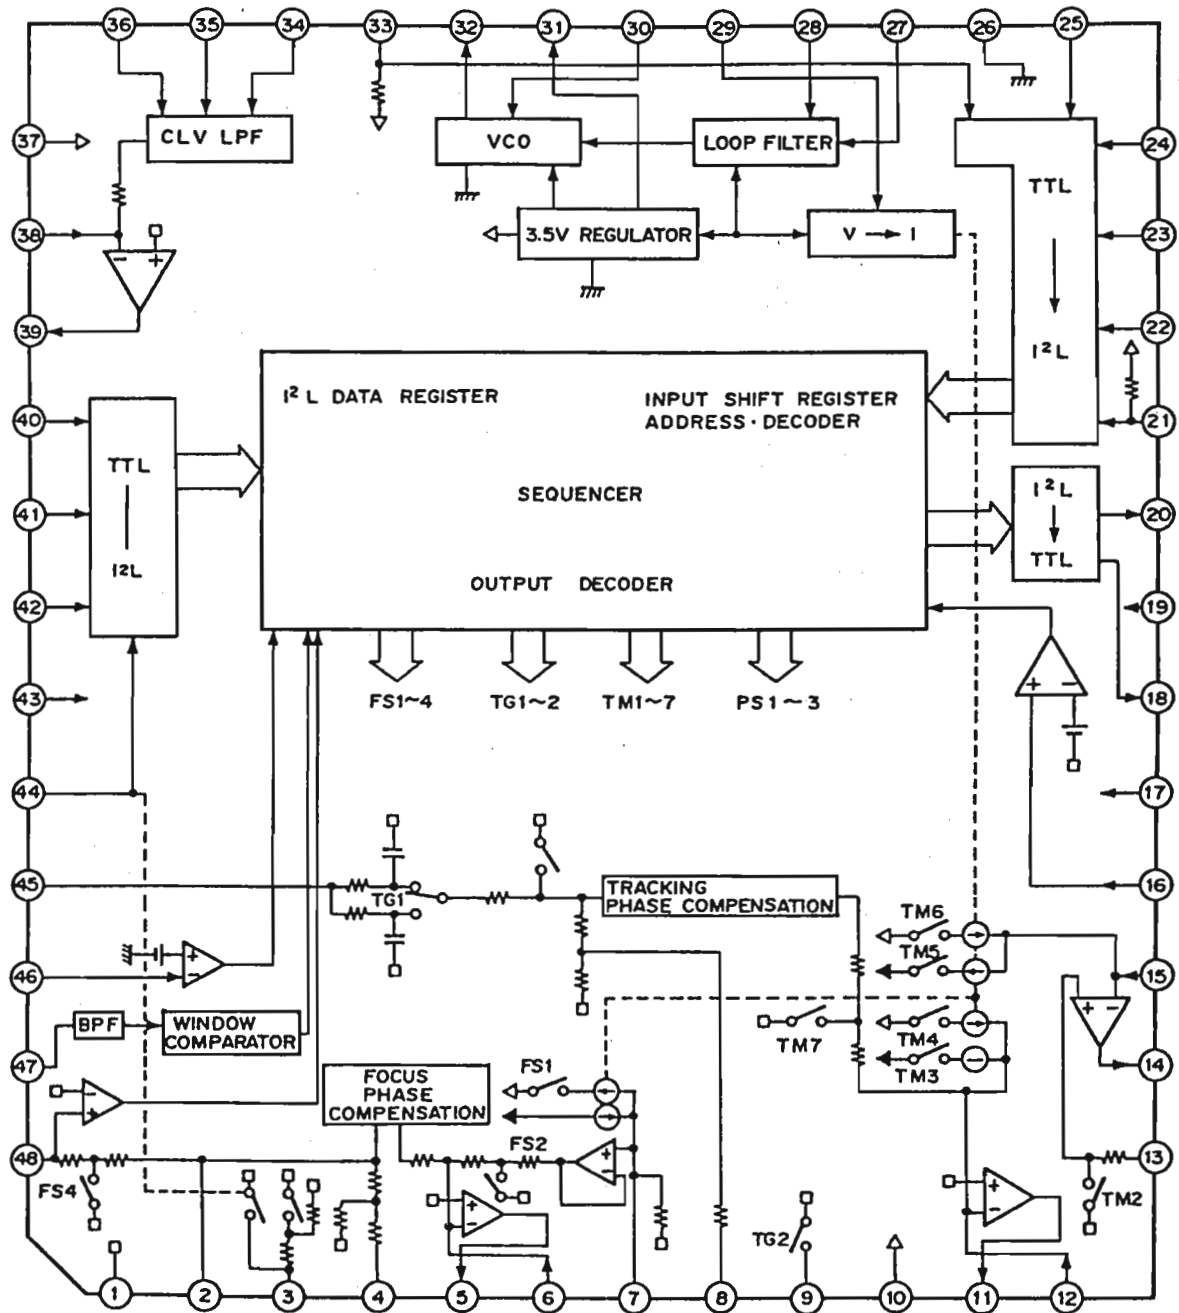 36 35 34 33 32 31 30 29 28 27 26 25
37
CLV LPF
VCO
LOOP FILTER
24
TTL
38
- +
3.5V REGULATOR
V → I
23
39
22
I²L
I²L DATA REGISTER
INPUT SHIFT REGISTER
ADDRESS · DECODER
40
21
TTL
I²L
SEQUENCER
I²L
TTL
41
20
OUTPUT DECODER
42
19
43
FS1~4
TG1~2
TM1~7
PS1~3
+ -
18
44
17
45
TG1
TRACKING
PHASE COMPENSATION
16
TM6
TM5
46
+
-
15
+ -
BPF
WINDOW
COMPARATOR
TM7
TM4
TM3
47
14
FOCUS
PHASE
COMPENSATION
FS1
-
+
48
FS4
FS2
+
-
+
-
TG2
+
-
TM2
13
1 2 3 4 5 6 7 8 9 10 11 12